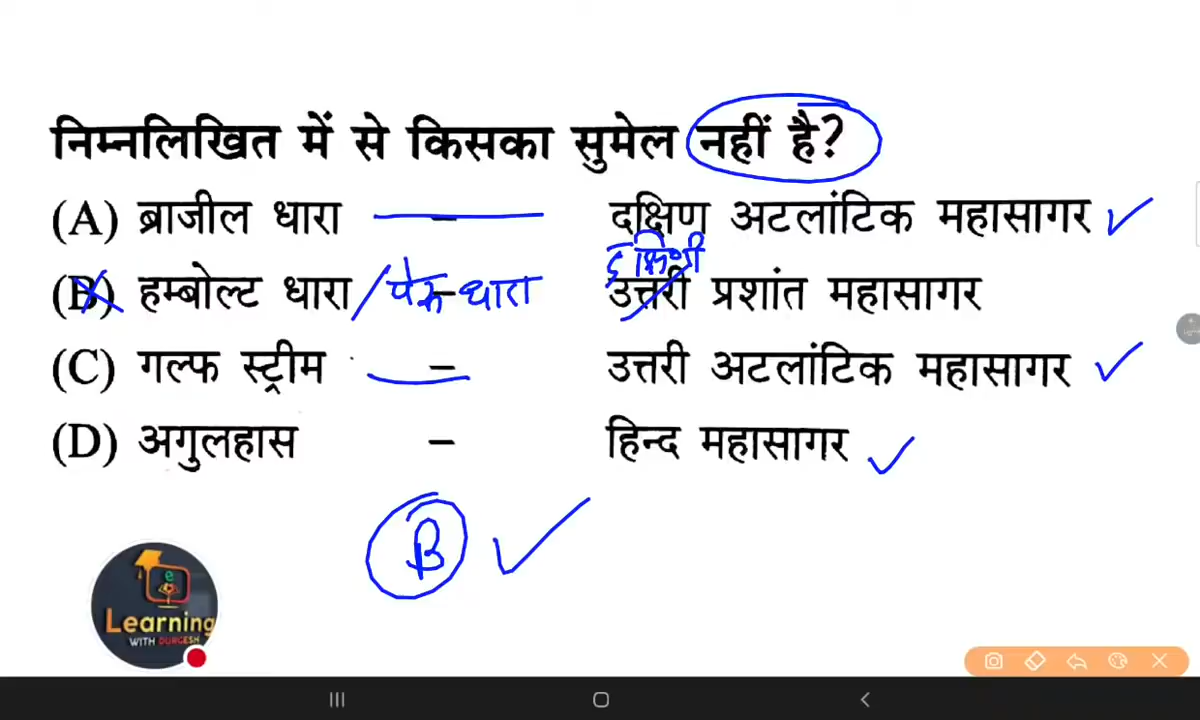 निम्नलिखित में से किसका सुमेल नहीं है?
(A) ब्राजील धारा – दक्षिण अटलांटिक महासागर
दक्षिणी
(B) हम्बोल्ट धारा / पेरू धारा – उत्तरी प्रशांत महासागर
(C) गल्फ स्ट्रीम – उत्तरी अटलांटिक महासागर
(D) अगुलहास – हिन्द महासागर
B
e
Learning
WITH DURGESH